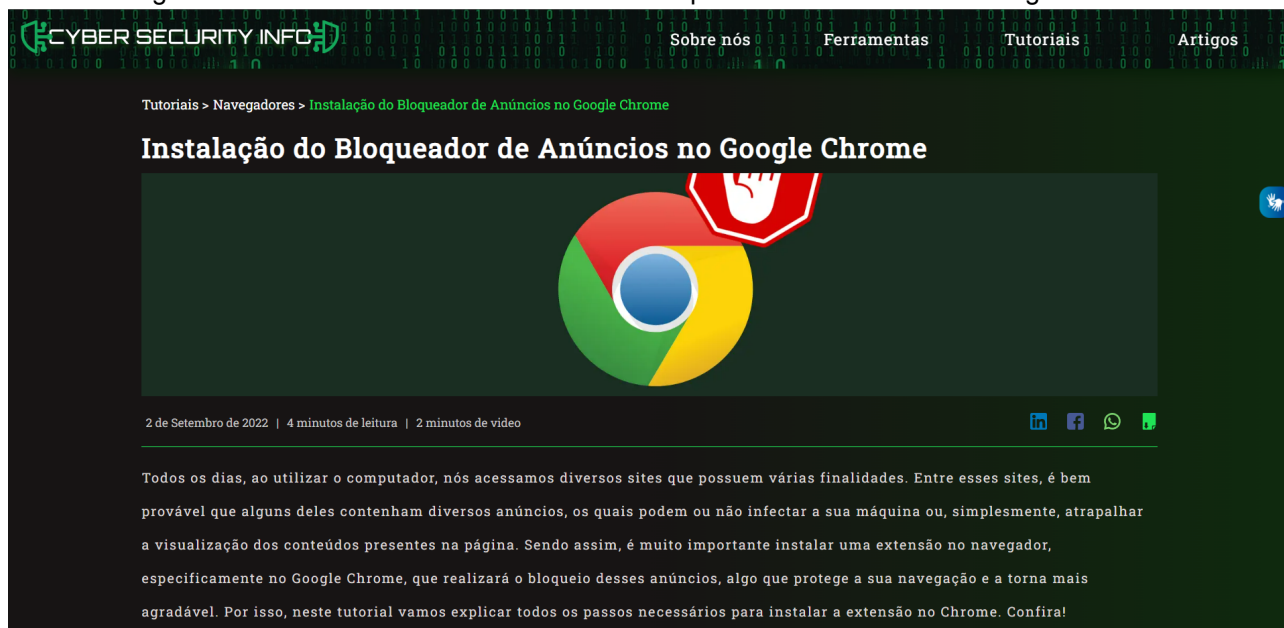 CYBER SECURITY INFO
Sobre nós
Ferramentas
Tutoriais
Artigos
Tutoriais > Navegadores > Instalação do Bloqueador de Anúncios no Google Chrome
Instalação do Bloqueador de Anúncios no Google Chrome
2 de Setembro de 2022 | 4 minutos de leitura | 2 minutos de video
Todos os dias, ao utilizar o computador, nós acessamos diversos sites que possuem várias finalidades. Entre esses sites, é bem
provável que alguns deles contenham diversos anúncios, os quais podem ou não infectar a sua máquina ou, simplesmente, atrapalhar
a visualização dos conteúdos presentes na página. Sendo assim, é muito importante instalar uma extensão no navegador,
especificamente no Google Chrome, que realizará o bloqueio desses anúncios, algo que protege a sua navegação e a torna mais
agradável. Por isso, neste tutorial vamos explicar todos os passos necessários para instalar a extensão no Chrome. Confira!